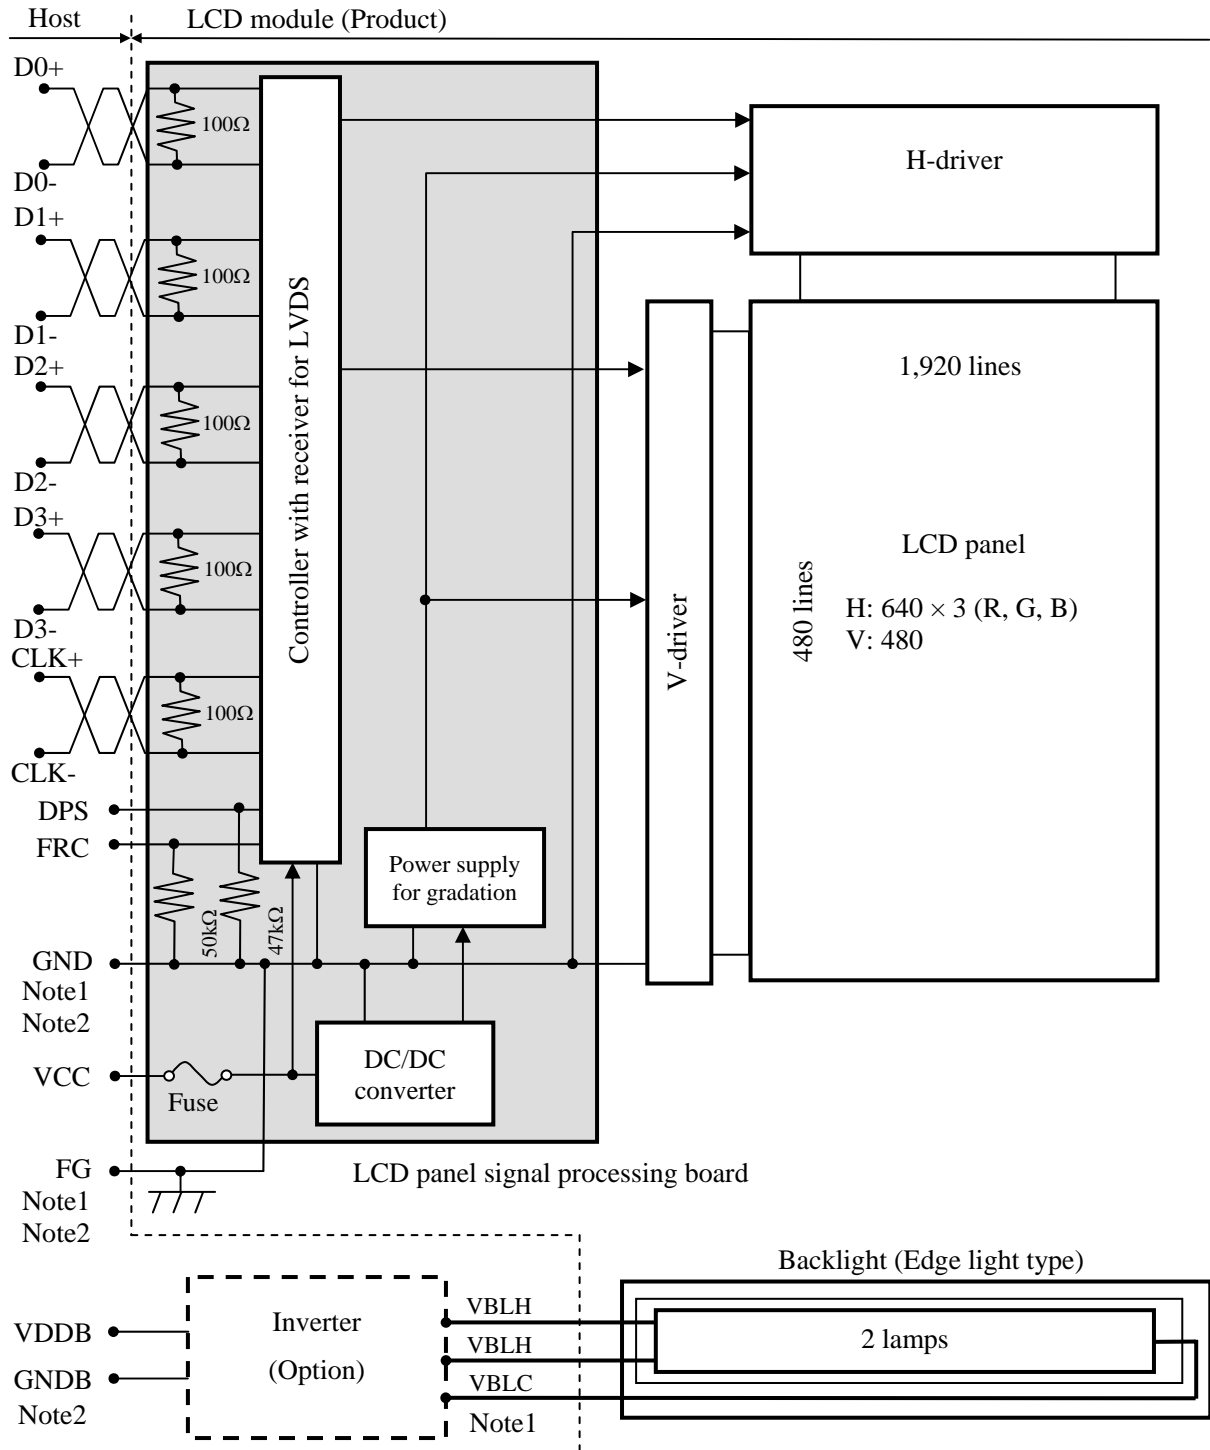 Host
LCD module (Product)
D0+
100Ω
D0-
D1+
100Ω
D1-
D2+
100Ω
D2-
D3+
100Ω
D3-
CLK+
100Ω
CLK-
DPS
FRC
50kΩ
47kΩ
GND
Note1
Note2
VCC
Fuse
FG
Note1
Note2
Controller with receiver for LVDS
Power supply
for gradation
DC/DC
converter
LCD panel signal processing board
H-driver
V-driver
1,920 lines
480 lines
LCD panel
H: 640 × 3 (R, G, B)
V: 480
Backlight (Edge light type)
VDDB
GNDB
Note2
Inverter
(Option)
VBLH
VBLH
VBLC
Note1
2 lamps